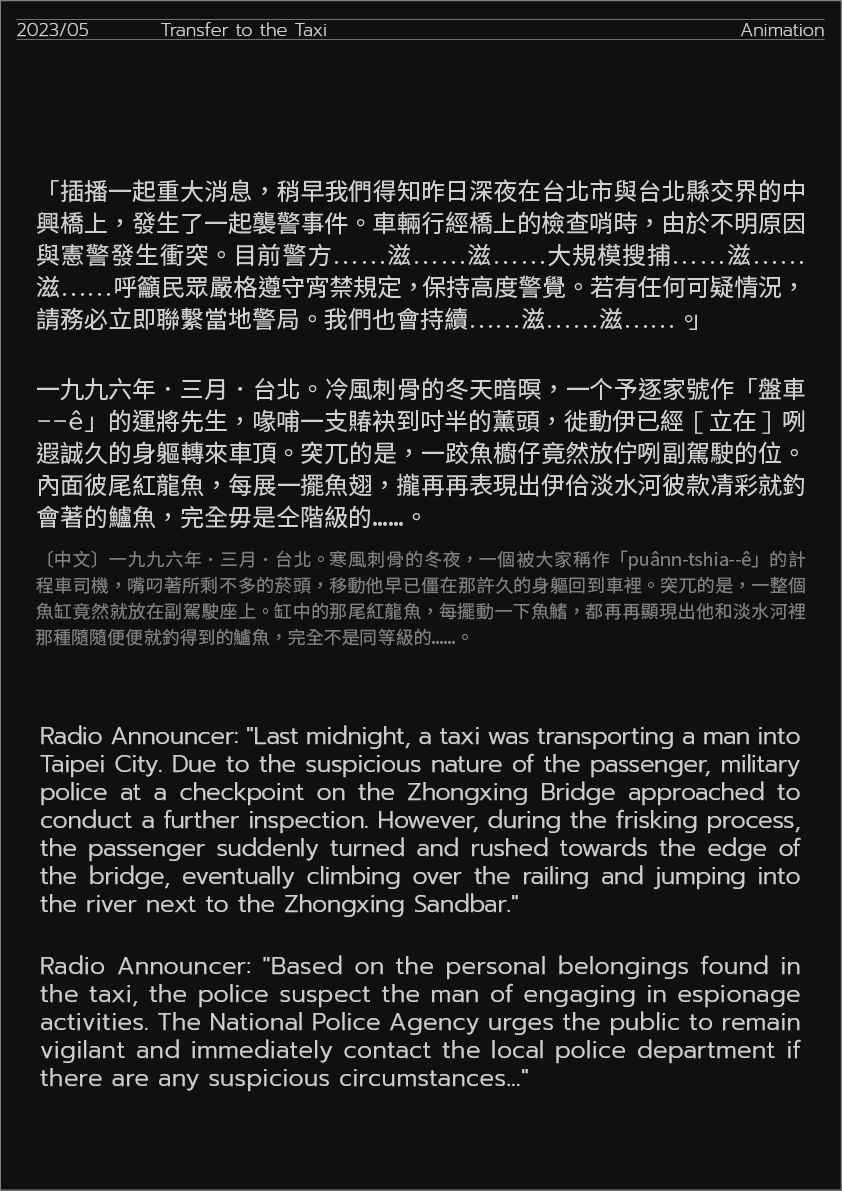 2023/05 Transfer to the Taxi Animation
「插播一起重大消息，稍早我們得知昨日深夜在台北市與台北縣交界的中
興橋上，發生了一起襲警事件。車輛行經橋上的檢查哨時，由於不明原因
與憲警發生衝突。目前警方……滋……滋……大規模搜捕……滋……
滋……呼籲民眾嚴格遵守宵禁規定，保持高度警覺。若有任何可疑情況，
請務必立即聯繫當地警局。我們也會持續……滋……滋……。」
一九九六年．三月．台北。冷風刺骨的冬天暗暝，一个予逐家號作「盤車
--ê」的運將先生，喙哺一支賰袂到吋半的薰頭，徙動伊已經［立在］咧
遐誠久的身軀轉來車頂。突兀的是，一跤魚櫥仔竟然放佇咧副駕駛的位。
內面彼尾紅龍魚，每展一擺魚翅，攏再再表現出伊佮淡水河彼款凊彩就釣
會著的鱸魚，完全毋是仝階級的……。
〔中文〕一九九六年．三月．台北。寒風刺骨的冬夜，一個被大家稱作「puânn-tshia--ê」的計
程車司機，嘴叼著所剩不多的菸頭，移動他早已僵在那許久的身軀回到車裡。突兀的是，一整個
魚缸竟然就放在副駕駛座上。缸中的那尾紅龍魚，每擺動一下魚鰭，都再再顯現出他和淡水河裡
那種隨隨便便就釣得到的鱸魚，完全不是同等級的……。
Radio Announcer: "Last midnight, a taxi was transporting a man into
Taipei City. Due to the suspicious nature of the passenger, military
police at a checkpoint on the Zhongxing Bridge approached to
conduct a further inspection. However, during the frisking process,
the passenger suddenly turned and rushed towards the edge of
the bridge, eventually climbing over the railing and jumping into
the river next to the Zhongxing Sandbar."
Radio Announcer: "Based on the personal belongings found in
the taxi, the police suspect the man of engaging in espionage
activities. The National Police Agency urges the public to remain
vigilant and immediately contact the local police department if
there are any suspicious circumstances..."